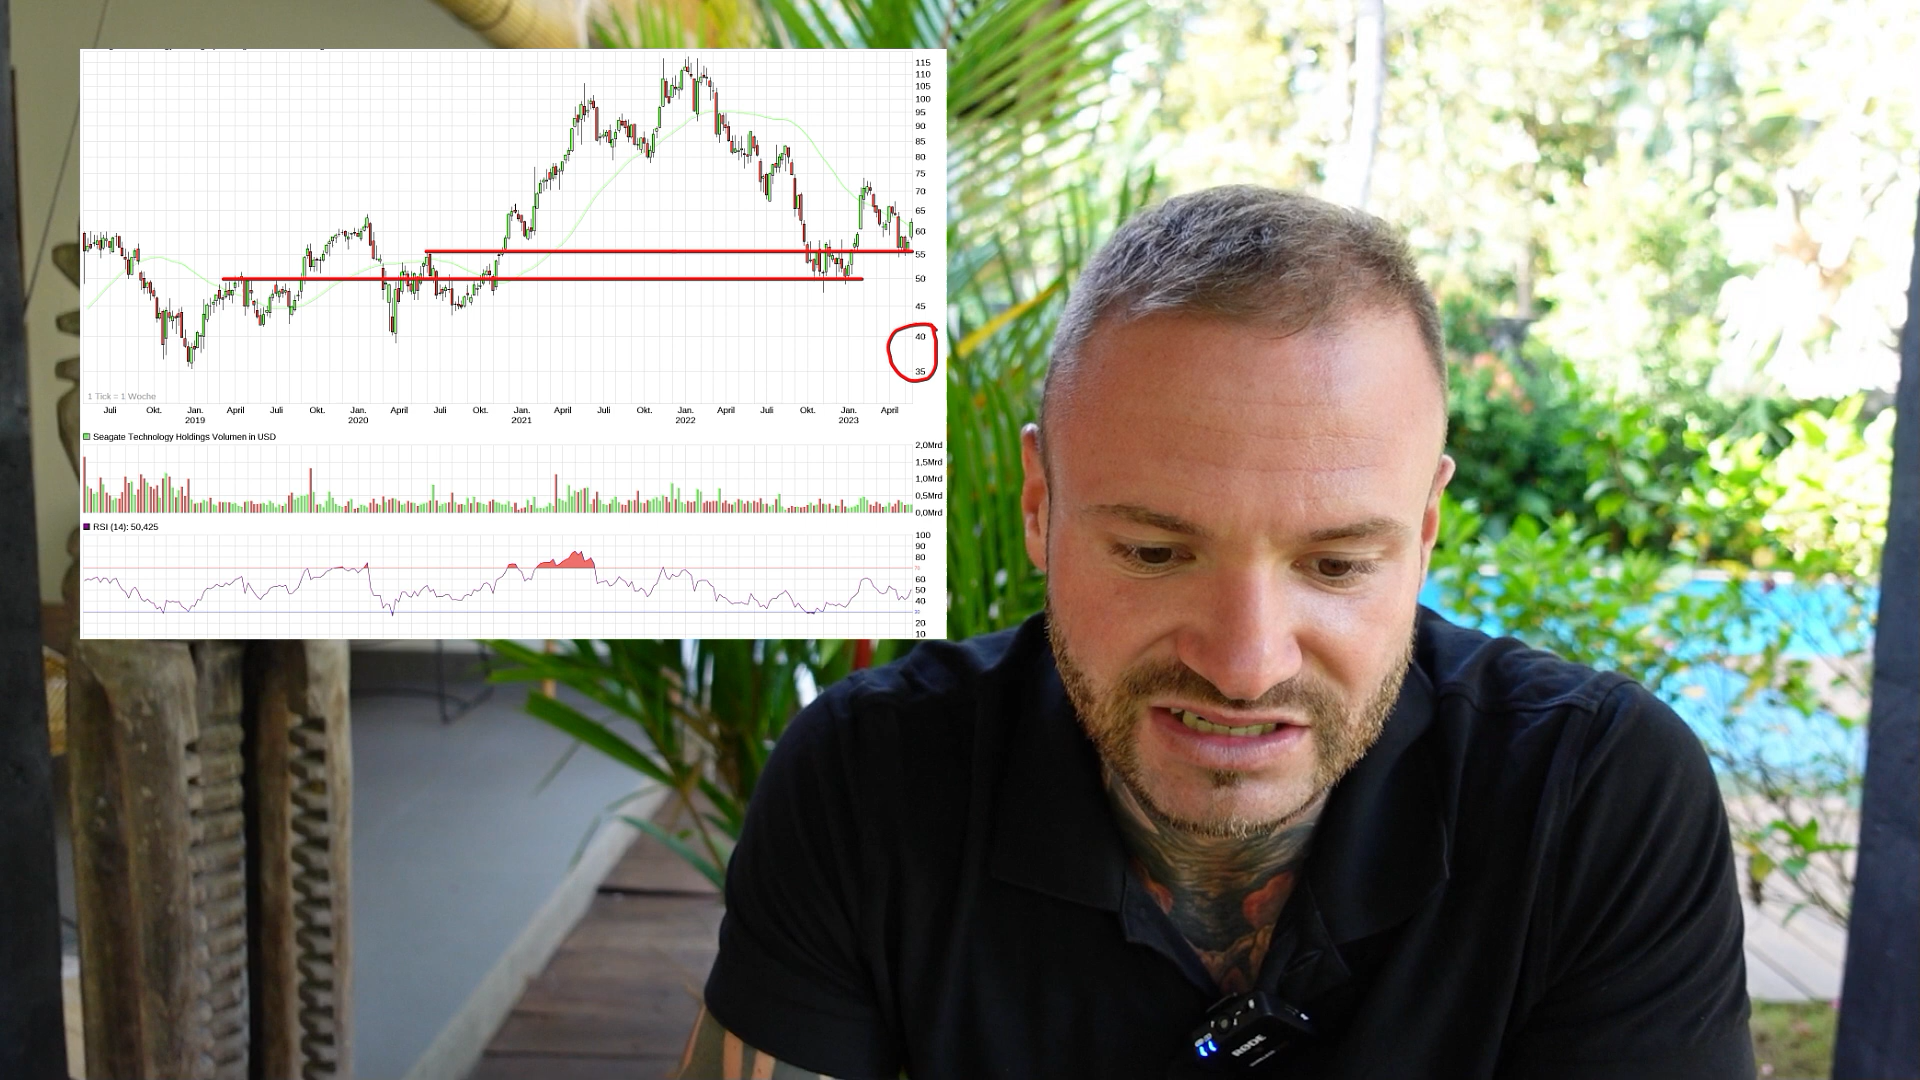 115
110
105
100
95
90
85
80
75
70
65
60
55
50
45
40
35
1 Tick = 1 Woche
Juli Okt. Jan. April Juli Okt. Jan. April Juli Okt. Jan. April Juli Okt. Jan. April Juli Okt. Jan. April
2019 2020 2021 2022 2023
Seagate Technology Holdings Volumen in USD
2,0Mrd
1,5Mrd
1,0Mrd
0,5Mrd
0,0Mrd
RSI (14): 50,425
100
90
80
70
60
50
40
30
20
10
RODE